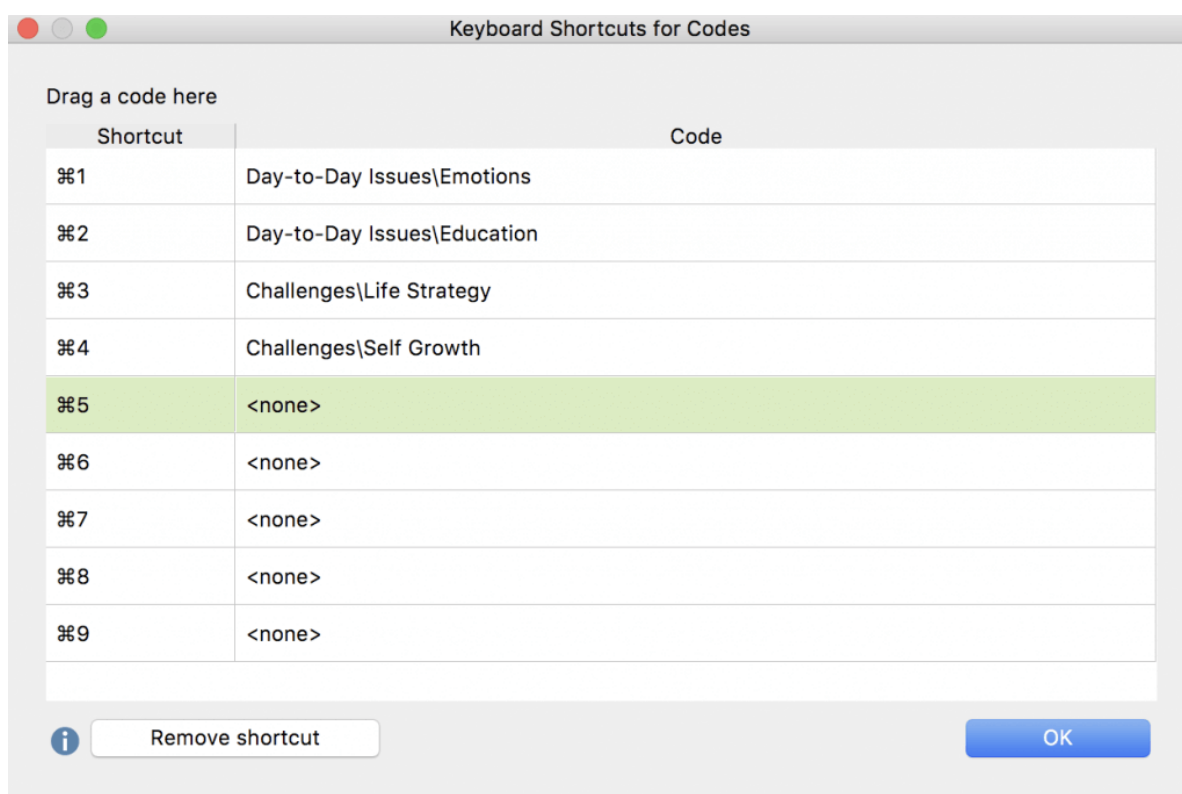 Keyboard Shortcuts for Codes
Drag a code here
Shortcut Code
⌘1 Day-to-Day Issues\Emotions
⌘2 Day-to-Day Issues\Education
⌘3 Challenges\Life Strategy
⌘4 Challenges\Self Growth
⌘5 <none>
⌘6 <none>
⌘7 <none>
⌘8 <none>
⌘9 <none>
i Remove shortcut OK